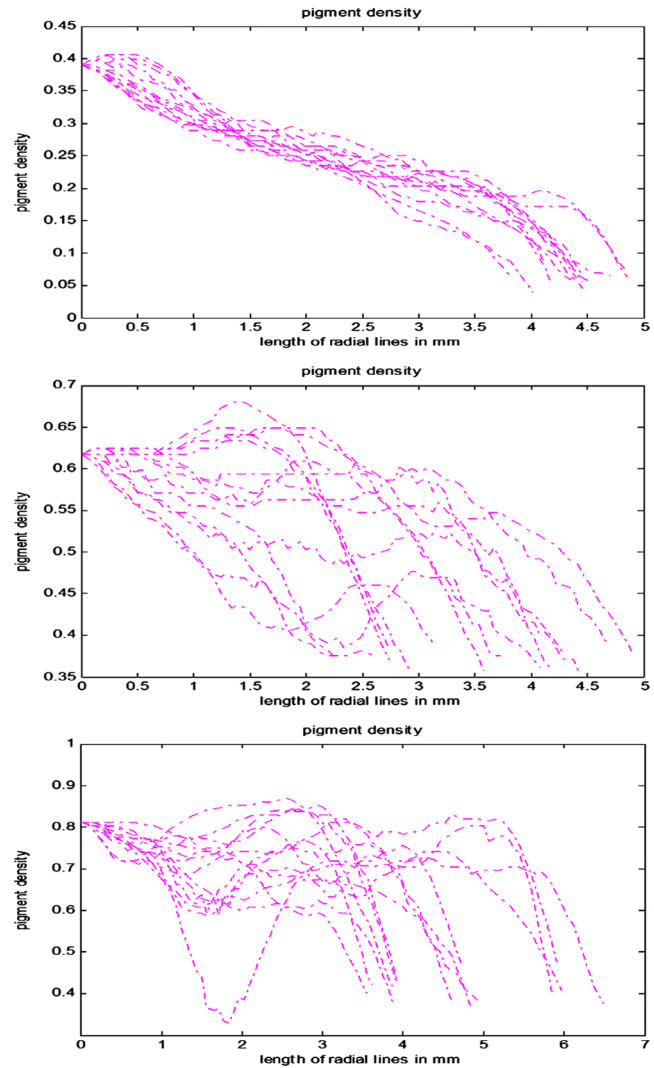 pigment density
0.45
0.4
0.35
0.3
0.25
0.2
0.15
0.1
0.05
0
pigment density
0 0.5 1 1.5 2 2.5 3 3.5 4 4.5 5
length of radial lines in mm
pigment density
0.7
0.65
0.6
0.55
0.5
0.45
0.4
0.35
pigment density
0 0.5 1 1.5 2 2.5 3 3.5 4 4.5 5
length of radial lines in mm
pigment density
1
0.9
0.8
0.7
0.6
0.5
0.4
pigment density
0 1 2 3 4 5 6 7
length of radial lines in mm